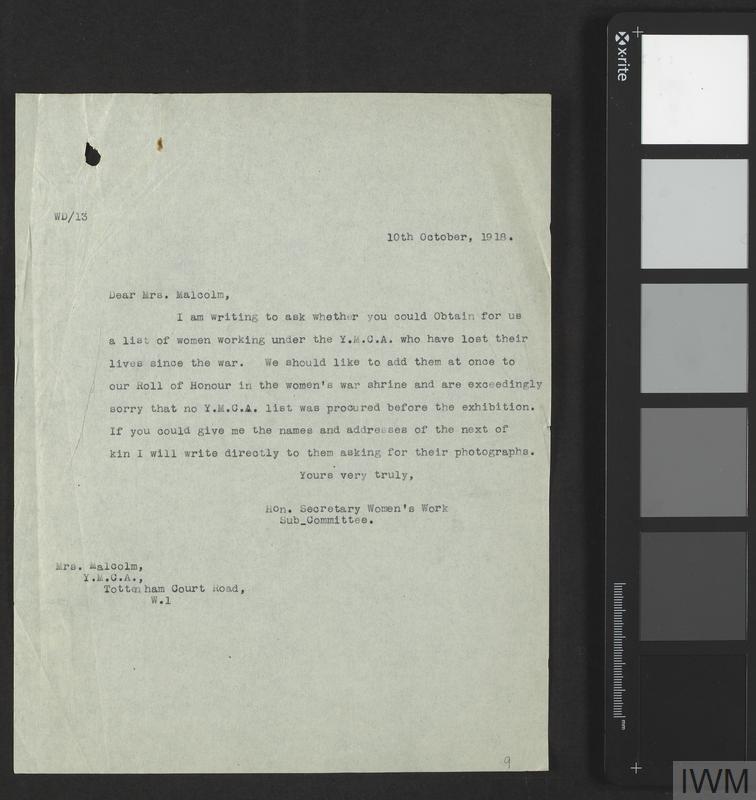 WD/13
10th October, 1918.
Dear Mrs. Malcolm,
I am writing to ask whether you could Obtain for us
a list of women working under the Y.M.C.A. who have lost their
lives since the war. We should like to add them at once to
our Roll of Honour in the women's war shrine and are exceedingly
sorry that no Y.M.C.A. list was procured before the exhibition.
If you could give me the names and addresses of the next of
kin I will write directly to them asking for their photographs.
Yours very truly,
Hon. Secretary Women's Work
Sub_Committee.
Mrs. Malcolm,
Y.M.C.A.,
Tottenham Court Road,
W.1
9
x-rite
mm
IWM